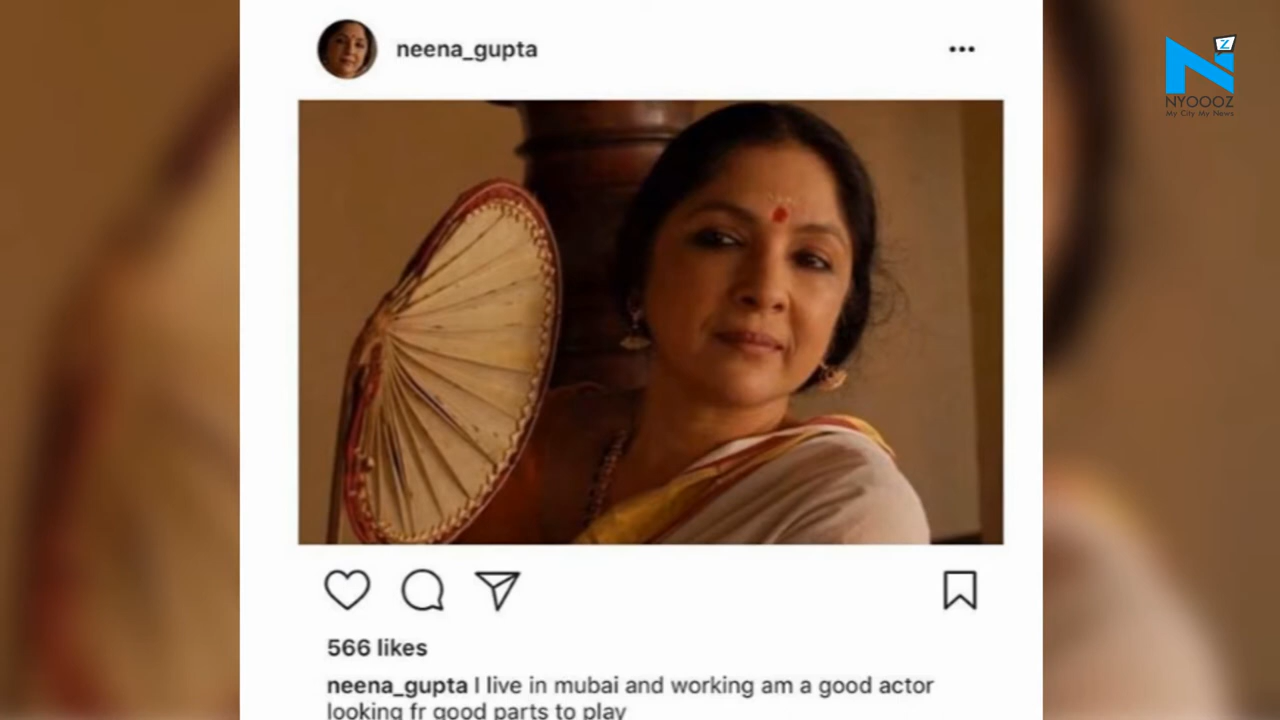 neena_gupta
NYOOOZ
My City My News
566 likes
neena_gupta I live in mubai and working am a good actor
looking fr good parts to play